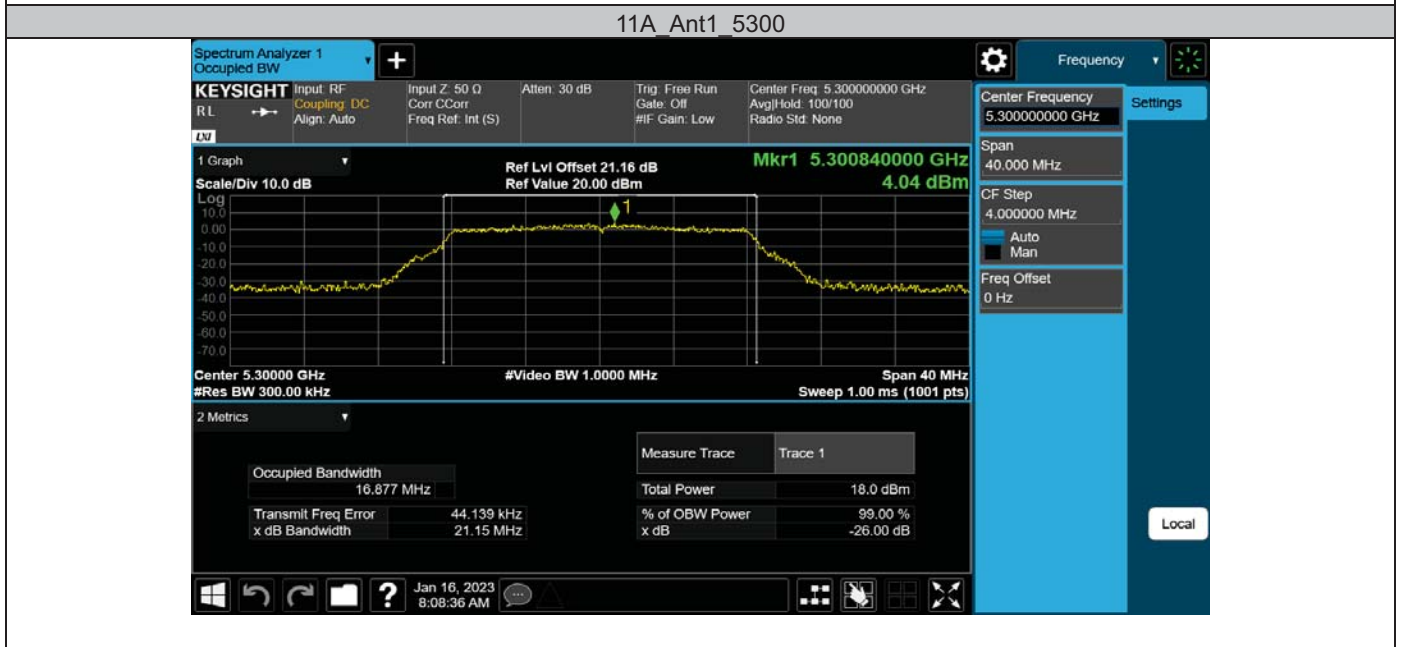 11A_Ant1_5300
Spectrum Analyzer 1
Occupied BW
+
Frequency
KEYSIGHT
RL
LXI
Input: RF
Coupling: DC
Align: Auto
Input Z: 50 Ω
Corr CCorr
Freq Ref: Int (S)
Atten: 30 dB
Trig: Free Run
Gate: Off
#IF Gain: Low
Center Freq: 5.300000000 GHz
Avg|Hold: 100/100
Radio Std: None
Center Frequency
5.300000000 GHz
Settings
Span
40.000 MHz
CF Step
4.000000 MHz
Auto
Man
Freq Offset
0 Hz
Local
1 Graph
Scale/Div 10.0 dB
Ref Lvl Offset 21.16 dB
Ref Value 20.00 dBm
Mkr1 5.300840000 GHz
4.04 dBm
Log
10.0
0.00
-10.0
-20.0
-30.0
-40.0
-50.0
-60.0
-70.0
1
Center 5.30000 GHz
#Res BW 300.00 kHz
#Video BW 1.0000 MHz
Span 40 MHz
Sweep 1.00 ms (1001 pts)
2 Metrics
Measure Trace Trace 1
Occupied Bandwidth
16.877 MHz
Total Power 18.0 dBm
Transmit Freq Error 44.139 kHz
% of OBW Power 99.00 %
x dB Bandwidth 21.15 MHz
x dB -26.00 dB
?
Jan 16, 2023
8:08:36 AM